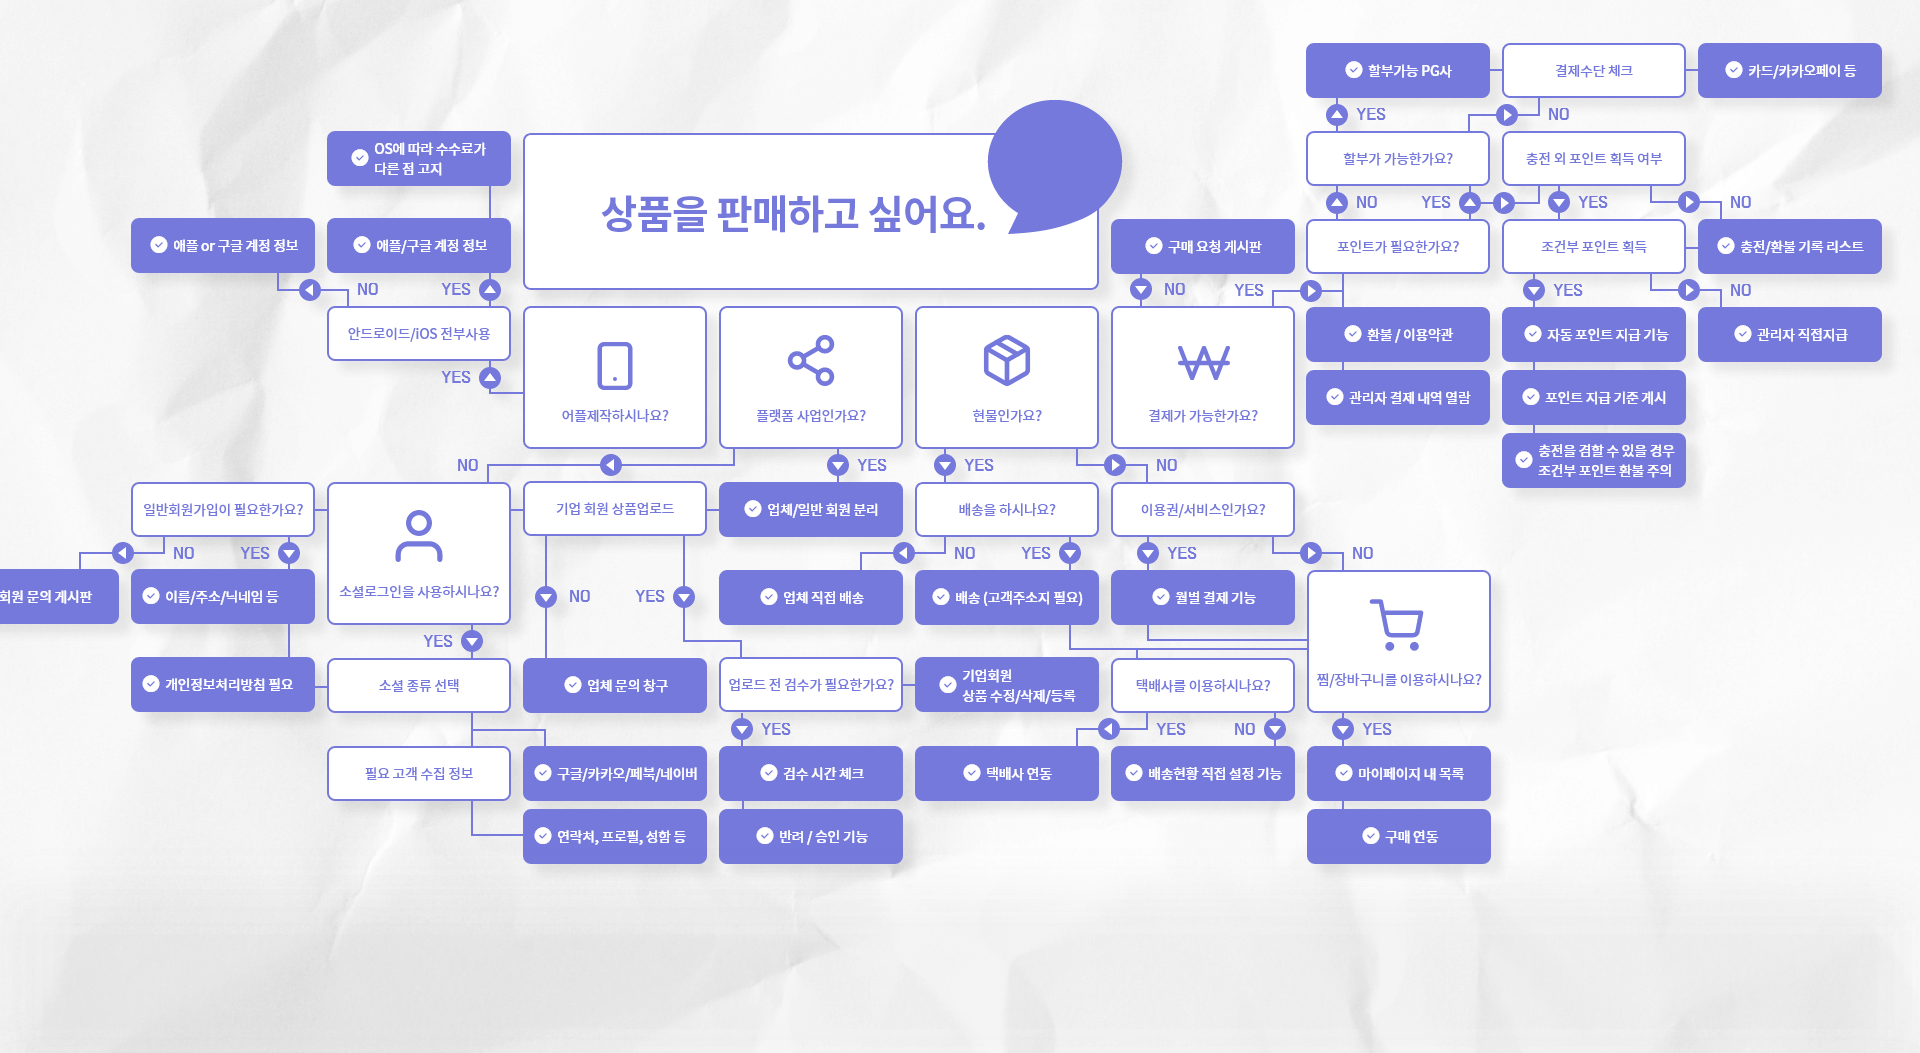 할부가능 PG사
결제수단 체크
카드/카카오페이 등
YES
NO
OS에 따라 수수료가
다른 점 고지
할부가 가능한가요?
충전 외 포인트 획득 여부
상품을 판매하고 싶어요.
NO
YES
YES
NO
애플 or 구글 계정 정보
애플/구글 계정 정보
구매 요청 게시판
포인트가 필요한가요?
조건부 포인트 획득
충전/환불 기록 리스트
NO
YES
NO
YES
YES
NO
안드로이드/iOS 전부사용
환불 / 이용약관
자동 포인트 지급 기능
관리자 직접지급
YES
관리자 결제 내역 열람
포인트 지급 기준 게시
어플제작하시나요?
플랫폼 사업인가요?
현물인가요?
결제가 가능한가요?
충전을 겸할 수 있을 경우
조건부 포인트 환불 주의
NO
YES
YES
NO
일반회원가입이 필요한가요?
기업 회원 상품업로드
업체/일반 회원 분리
배송을 하시나요?
이용권/서비스인가요?
NO
YES
NO
YES
YES
NO
회원 문의 게시판
이름/주소/닉네임 등
소셜로그인을 사용하시나요?
NO
YES
업체 직접 배송
배송 (고객주소지 필요)
월벌 결제 기능
YES
개인정보처리방침 필요
소셜 종류 선택
업체 문의 창구
업로드 전 검수가 필요한가요?
기업회원
상품 수정/삭제/등록
택배사를 이용하시나요?
찜/장바구니를 이용하시나요?
YES
YES
NO
YES
필요 고객 수집 정보
구글/카카오/페북/네이버
검수 시간 체크
택배사 연동
배송현황 직접 설정 기능
마이페이지 내 목록
연락처, 프로필, 성함 등
반려 / 승인 기능
구매 연동